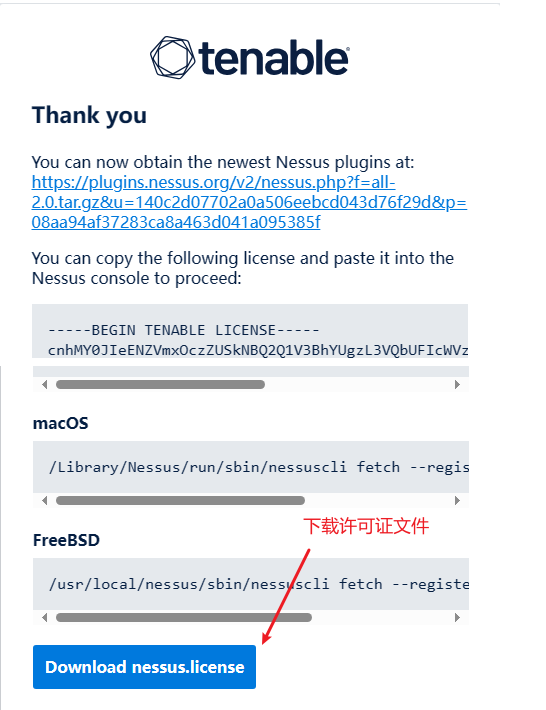 tenable
Thank you
You can now obtain the newest Nessus plugins at:
https://plugins.nessus.org/v2/nessus.php?f=all-
2.0.tar.gz&u=140c2d07702a0a506eebcd043d76f29d&p=
08aa94af37283ca8a463d041a095385f
You can copy the following license and paste it into the
Nessus console to proceed:
-----BEGIN TENABLE LICENSE-----
cnhMY0JIeENZVmxOczZUSkNBQ2Q1V3BhYUgzL3VQbUFIcWVz
macOS
/Library/Nessus/run/sbin/nessuscli fetch --regis
下载许可证文件
FreeBSD
/usr/local/nessus/sbin/nessuscli fetch --registe
Download nessus.license